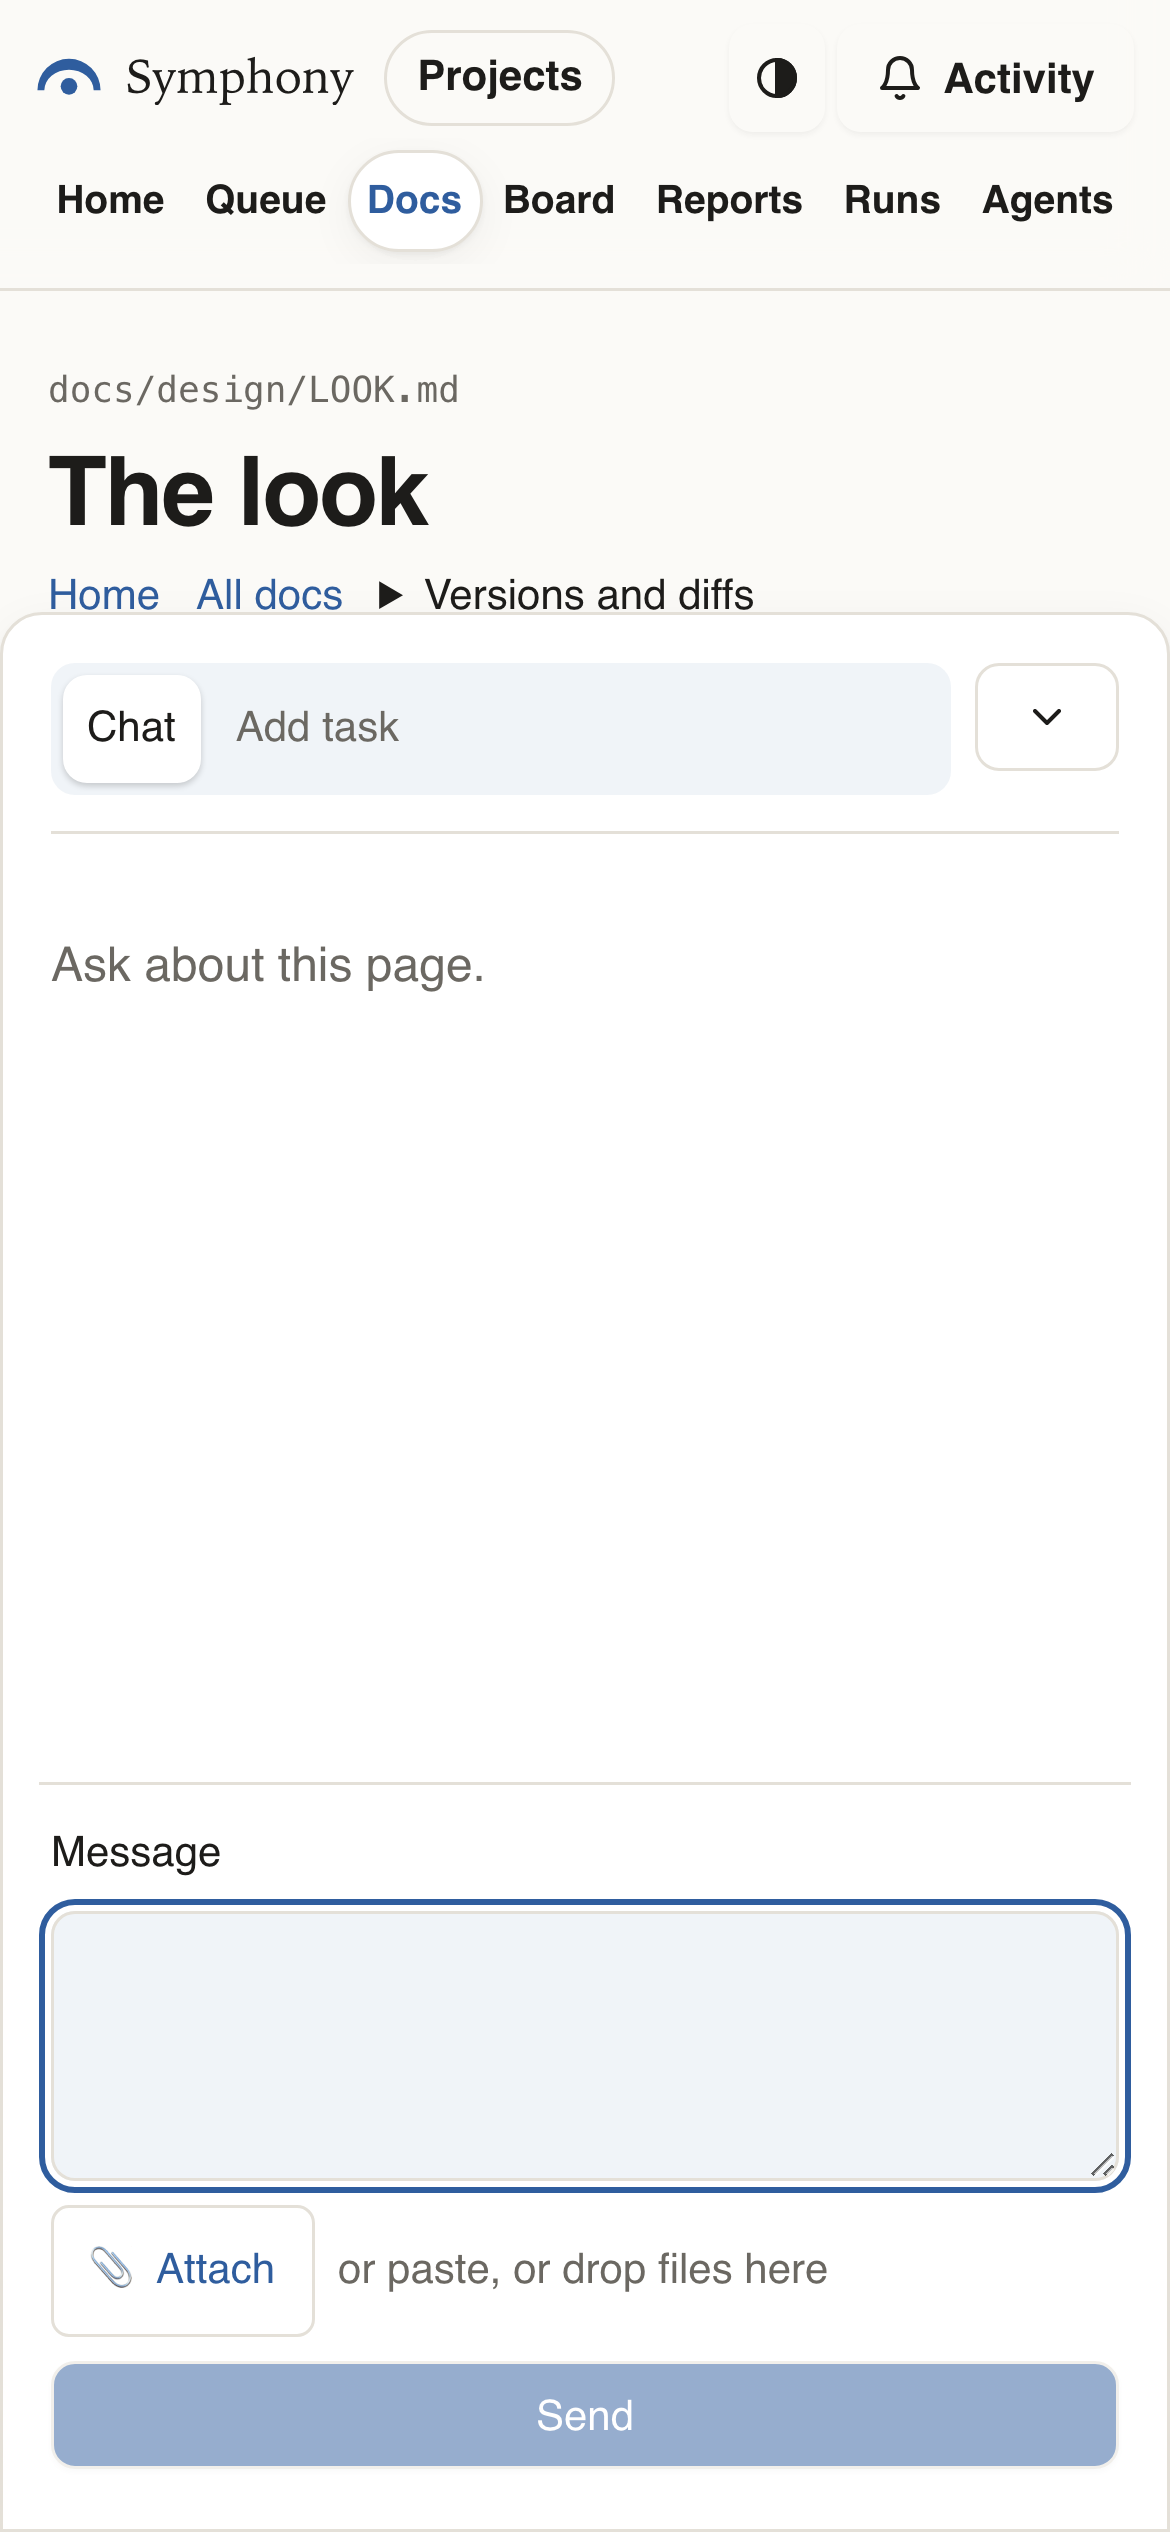 Symphony
Projects
Activity
Home Queue Docs Board Reports Runs Agents
docs/design/LOOK.md
The look
Home All docs ▶ Versions and diffs
Chat
Add task
Ask about this page.
Message
Attach
or paste, or drop files here
Send